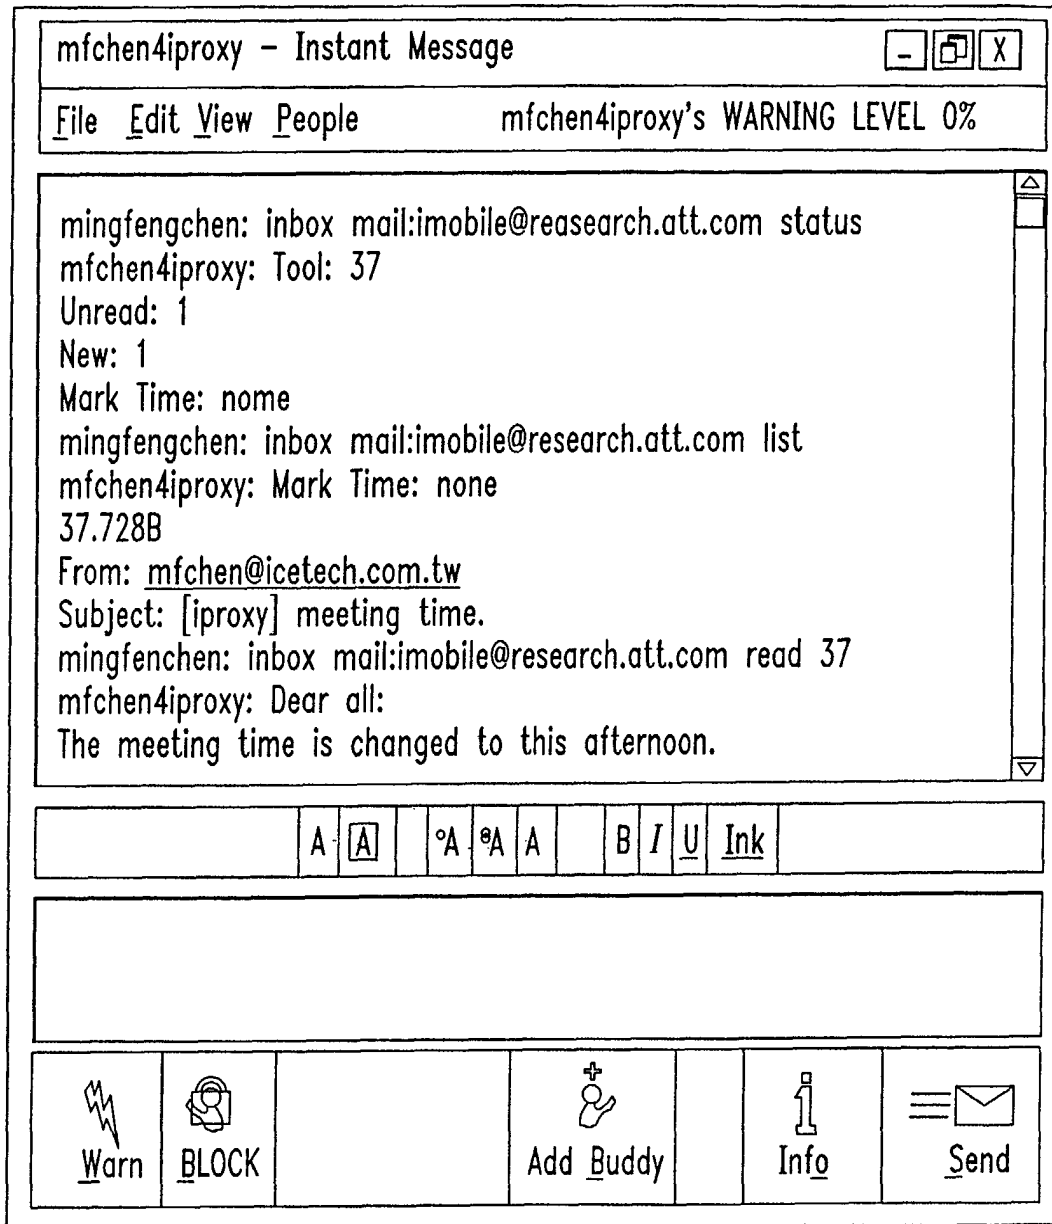 mfchen4iproxy – Instant Message
File Edit View People mfchen4iproxy's WARNING LEVEL 0%
mingfengchen: inbox mail:imobile@reasearch.att.com status
mfchen4iproxy: Tool: 37
Unread: 1
New: 1
Mark Time: nome
mingfengchen: inbox mail:imobile@research.att.com list
mfchen4iproxy: Mark Time: none
37.728B
From: mfchen@icetech.com.tw
Subject: [iproxy] meeting time.
mingfenchen: inbox mail:imobile@research.att.com read 37
mfchen4iproxy: Dear all:
The meeting time is changed to this afternoon.
A A °A °A A B I U Ink
Warn BLOCK Add Buddy Info Send